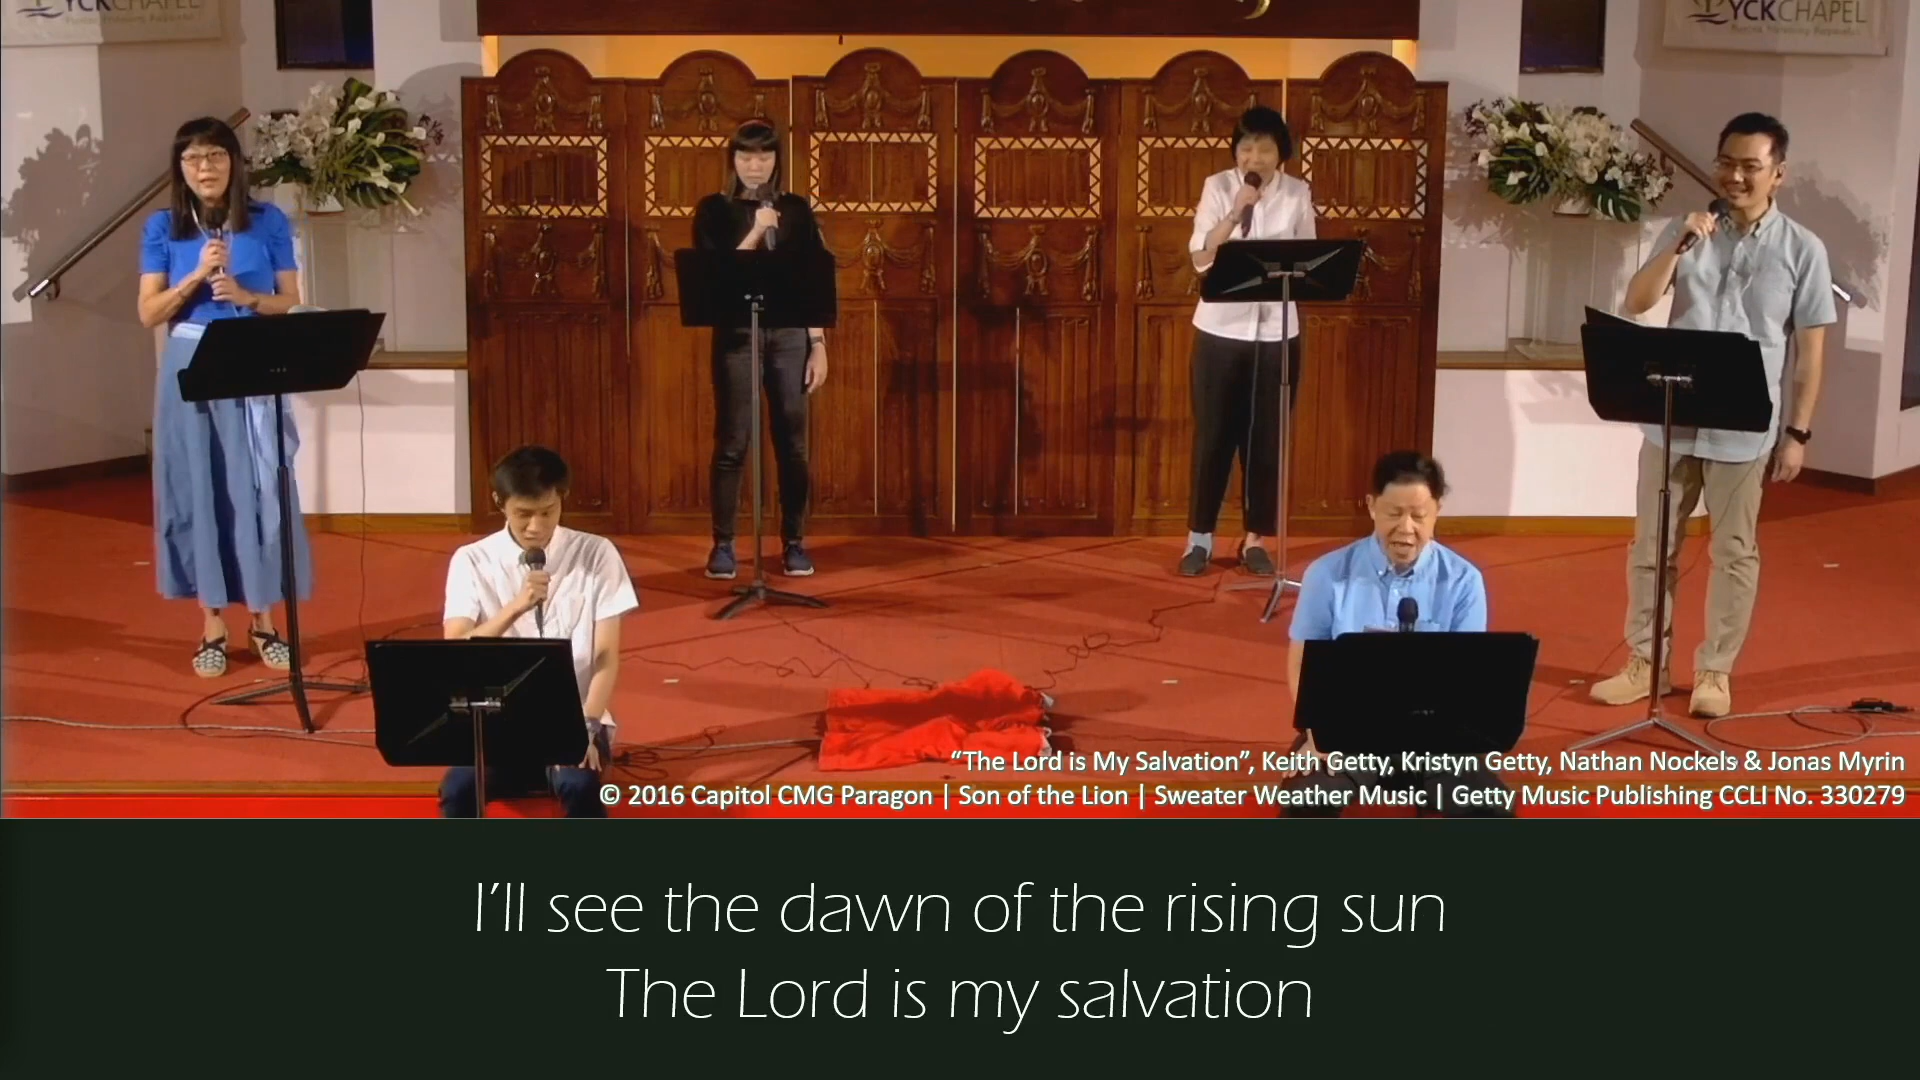 YCKCHAPEL
YCKCHAPEL
“The Lord is My Salvation”, Keith Getty, Kristyn Getty, Nathan Nockels & Jonas Myrin
© 2016 Capitol CMG Paragon | Son of the Lion | Sweater Weather Music | Getty Music Publishing CCLI No. 330279
I’ll see the dawn of the rising sun
The Lord is my salvation